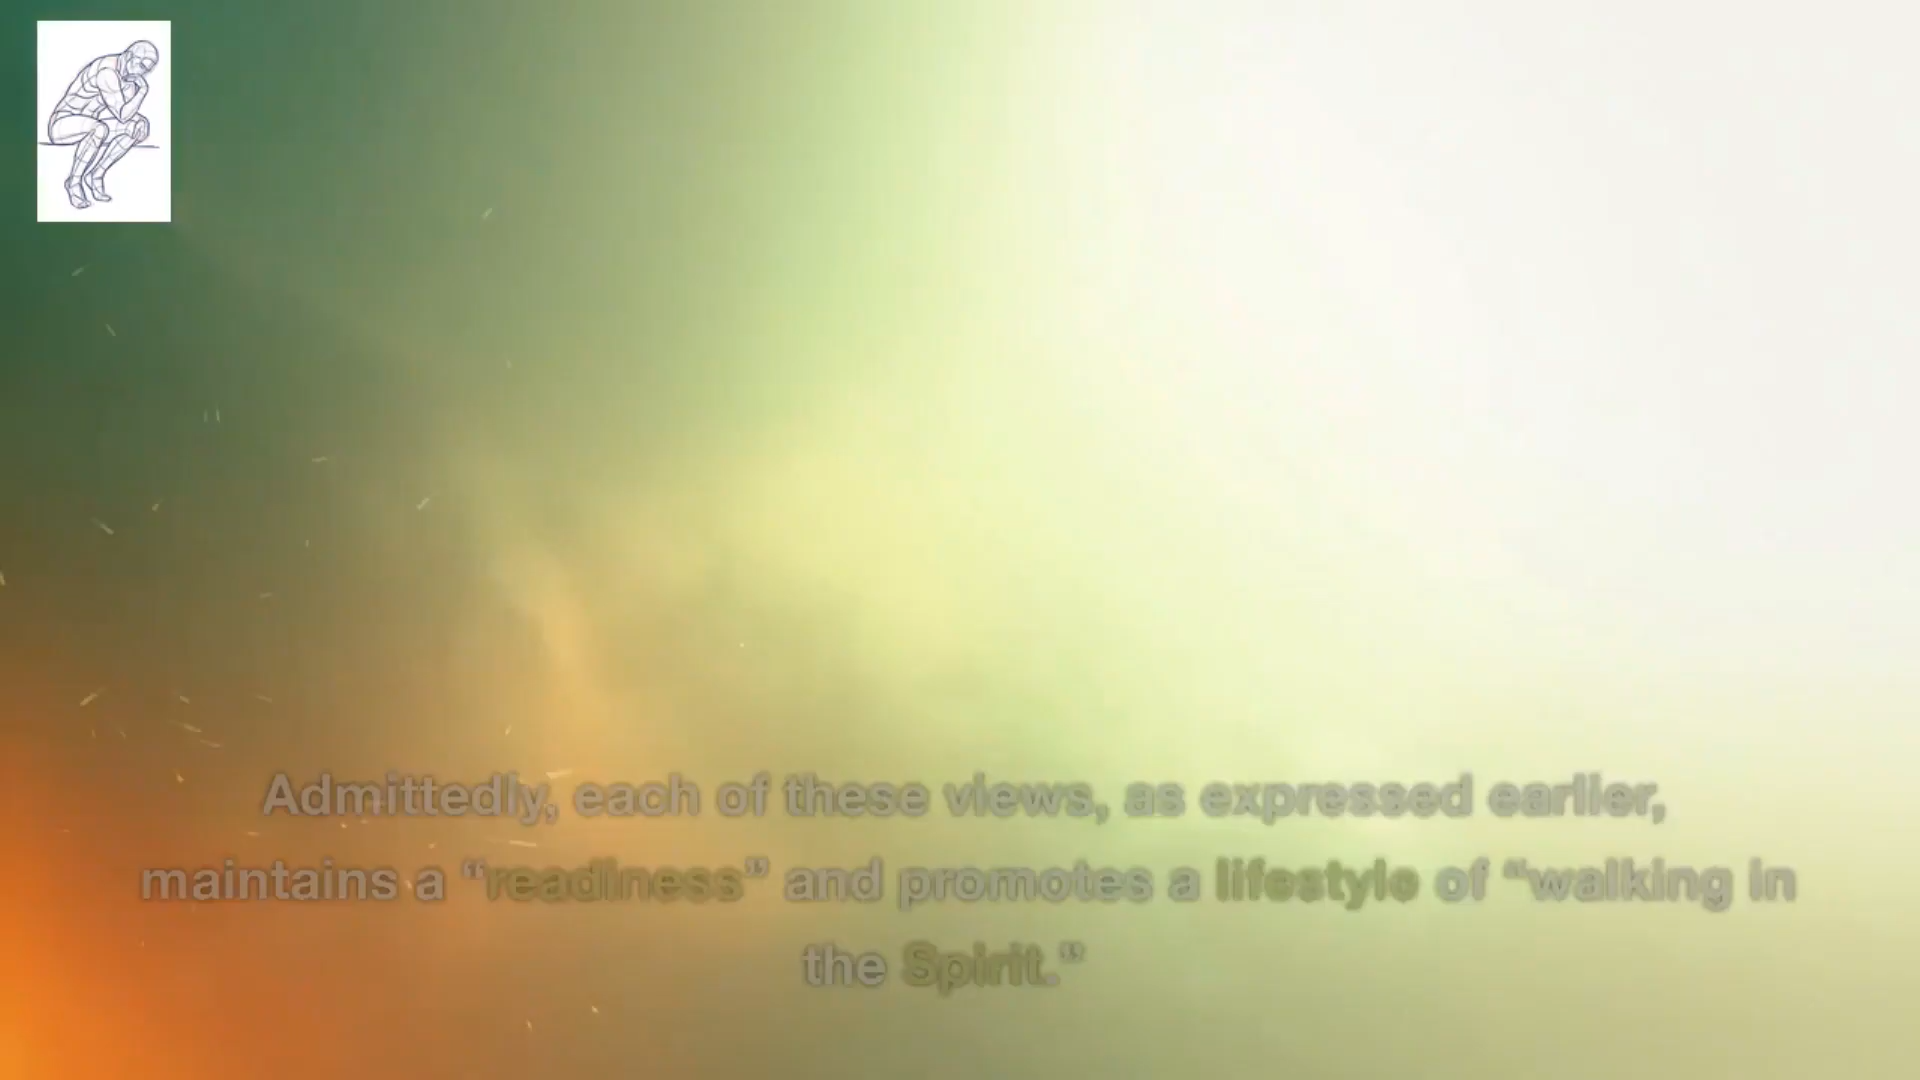 Admittedly, each of these views, as expressed earlier,
maintains a “readiness” and promotes a lifestyle of “walking in
the Spirit.”